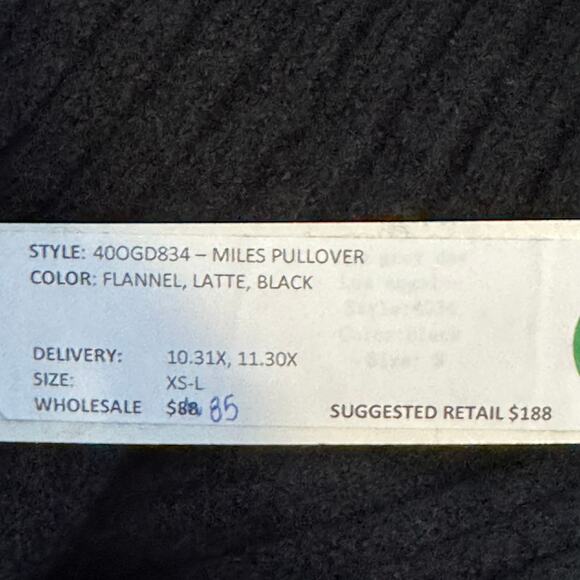 STYLE: 40OGD834 – MILES PULLOVER
COLOR: FLANNEL, LATTE, BLACK
DELIVERY: 10.31X, 11.30X
SIZE: XS-L
WHOLESALE $88 85 SUGGESTED RETAIL $188